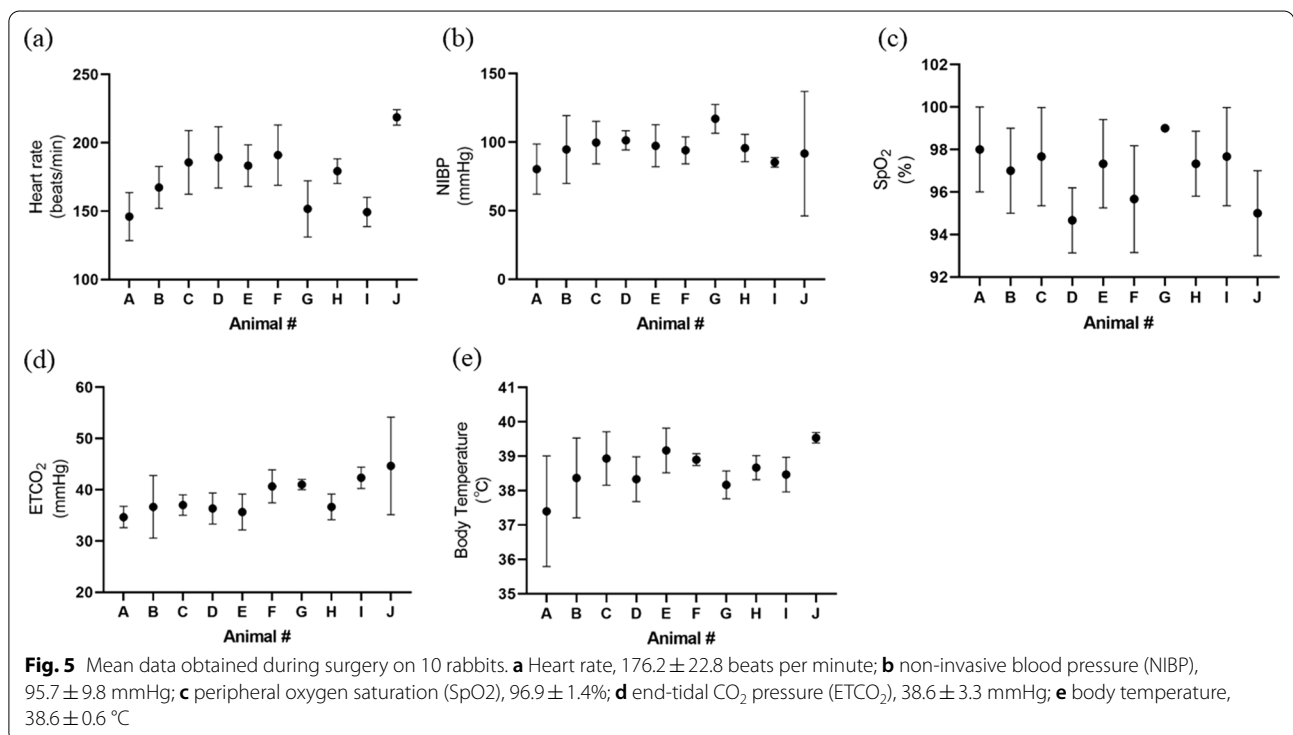 (a)
Heart rate
(beats/min)
250
200
150
100
A B C D E F G H I J
Animal #
(b)
NIBP
(mmHg)
150
100
50
0
A B C D E F G H I J
Animal #
(c)
SpO2
(%)
102
100
98
96
94
92
A B C D E F G H I J
Animal #
(d)
ETCO2
(mmHg)
60
50
40
30
20
A B C D E F G H I J
Animal #
(e)
Body Temperature
(°C)
41
40
39
38
37
36
35
A B C D E F G H I J
Animal #
Fig. 5 Mean data obtained during surgery on 10 rabbits. a Heart rate, 176.2 ± 22.8 beats per minute; b non-invasive blood pressure (NIBP),
95.7 ± 9.8 mmHg; c peripheral oxygen saturation (SpO2), 96.9 ± 1.4%; d end-tidal CO2 pressure (ETCO2), 38.6 ± 3.3 mmHg; e body temperature,
38.6 ± 0.6 °C